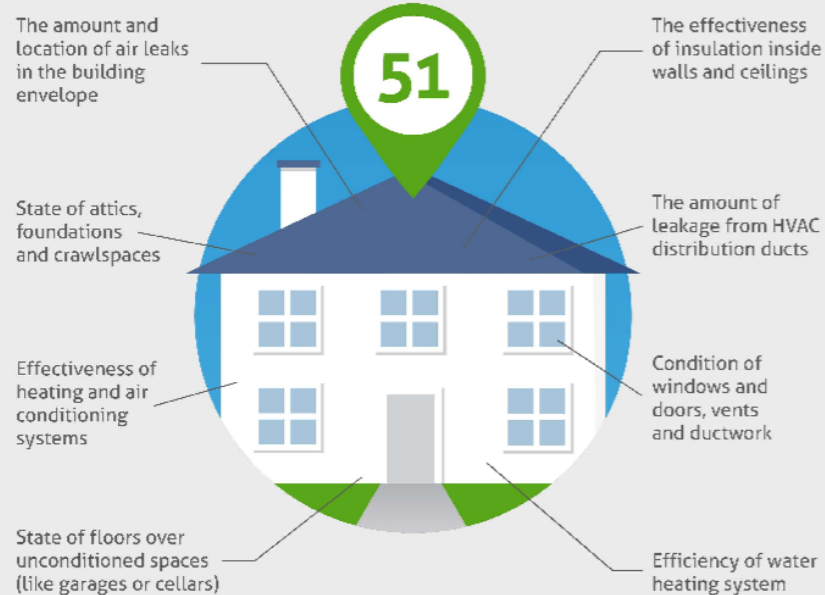 The amount and
location of air leaks
in the building
envelope
51
The effectiveness
of insulation inside
walls and ceilings
State of attics,
foundations
and crawlspaces
The amount of
leakage from HVAC
distribution ducts
Effectiveness of
heating and air
conditioning
systems
Condition of
windows and
doors, vents
and ductwork
State of floors over
unconditioned spaces
(like garages or cellars)
Efficiency of water
heating system